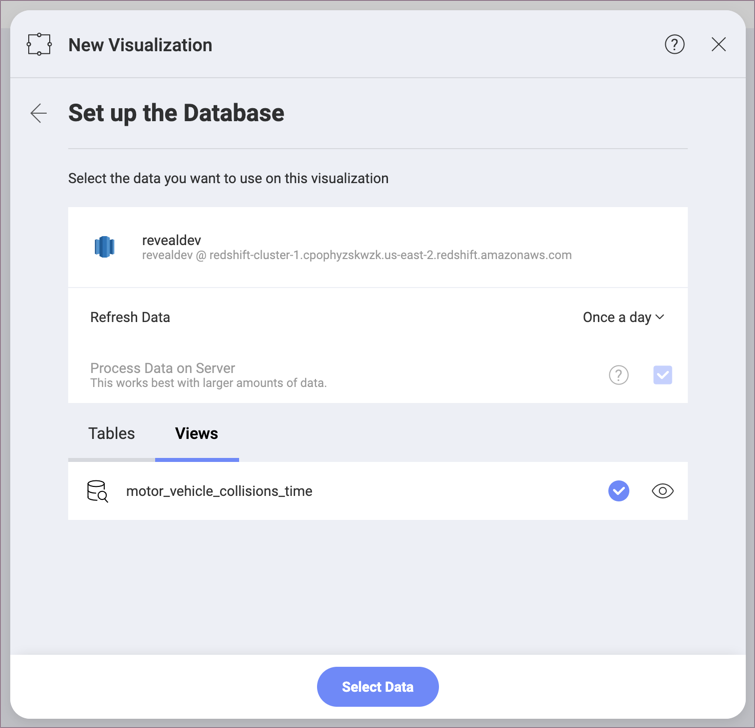 New Visualization
?
Set up the Database
Select the data you want to use on this visualization
revealdev
revealdev @ redshift-cluster-1.cpophyzskwzk.us-east-2.redshift.amazonaws.com
Refresh Data
Once a day
Process Data on Server
This works best with larger amounts of data.
?
Tables
Views
motor_vehicle_collisions_time
Select Data